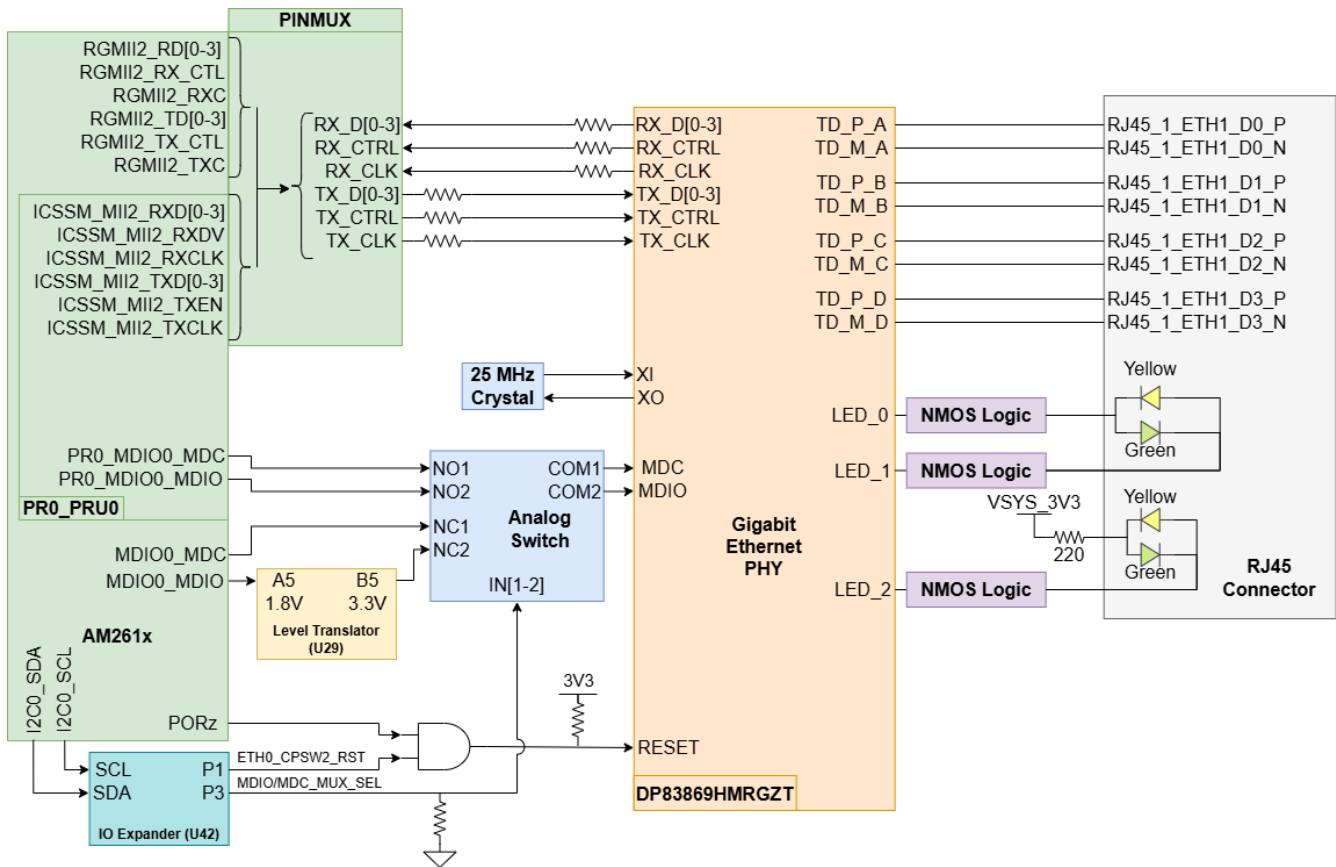 PINMUX
RGMII2_RD[0-3]
RGMII2_RX_CTL
RGMII2_RXC
RGMII2_TD[0-3]
RGMII2_TX_CTL
RGMII2_TXC
ICSSM_MII2_RXD[0-3]
ICSSM_MII2_RXDV
ICSSM_MII2_RXCLK
ICSSM_MII2_TXD[0-3]
ICSSM_MII2_TXEN
ICSSM_MII2_TXCLK
RX_D[0-3]
RX_CTRL
RX_CLK
TX_D[0-3]
TX_CTRL
TX_CLK
RX_D[0-3]
RX_CTRL
RX_CLK
TX_D[0-3]
TX_CTRL
TX_CLK
TD_P_A
TD_M_A
TD_P_B
TD_M_B
TD_P_C
TD_M_C
TD_P_D
TD_M_D
RJ45_1_ETH1_D0_P
RJ45_1_ETH1_D0_N
RJ45_1_ETH1_D1_P
RJ45_1_ETH1_D1_N
RJ45_1_ETH1_D2_P
RJ45_1_ETH1_D2_N
RJ45_1_ETH1_D3_P
RJ45_1_ETH1_D3_N
25 MHz
Crystal
XI
XO
LED_0
NMOS Logic
Yellow
Green
LED_1
NMOS Logic
VSYS_3V3
220
Yellow
Green
LED_2
NMOS Logic
RJ45
Connector
PR0_MDIO0_MDC
PR0_MDIO0_MDIO
PR0_PRU0
MDIO0_MDC
MDIO0_MDIO
NO1
NO2
NC1
NC2
COM1
COM2
Analog
Switch
IN[1-2]
MDC
MDIO
Gigabit
Ethernet
PHY
A5
B5
1.8V
3.3V
Level Translator
(U29)
AM261x
I2C0_SDA
I2C0_SCL
PORz
3V3
RESET
DP83869HMRGZT
SCL
SDA
P1
P3
IO Expander (U42)
ETH0_CPSW2_RST
MDIO/MDC_MUX_SEL